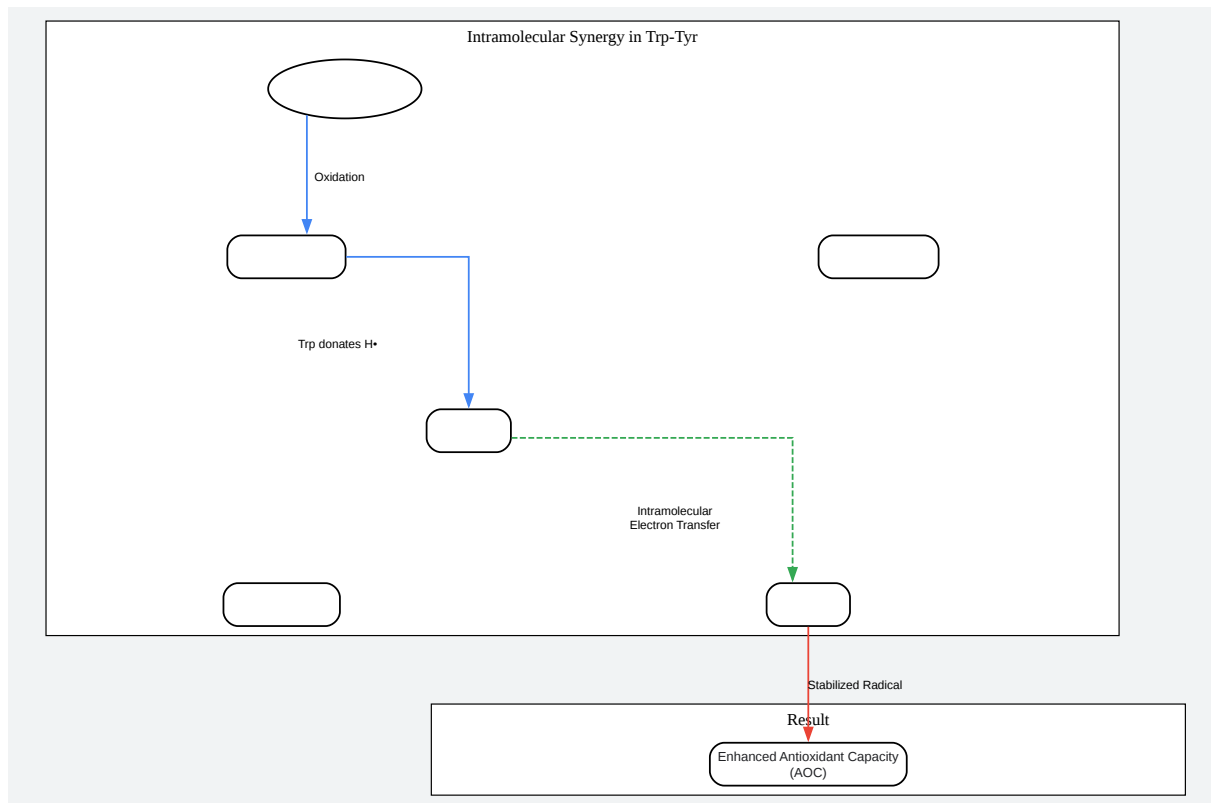 Intramolecular Synergy in Trp-Tyr
Oxidation
Trp donates H•
Intramolecular
Electron Transfer
Stabilized Radical
Result
Enhanced Antioxidant Capacity
(AOC)